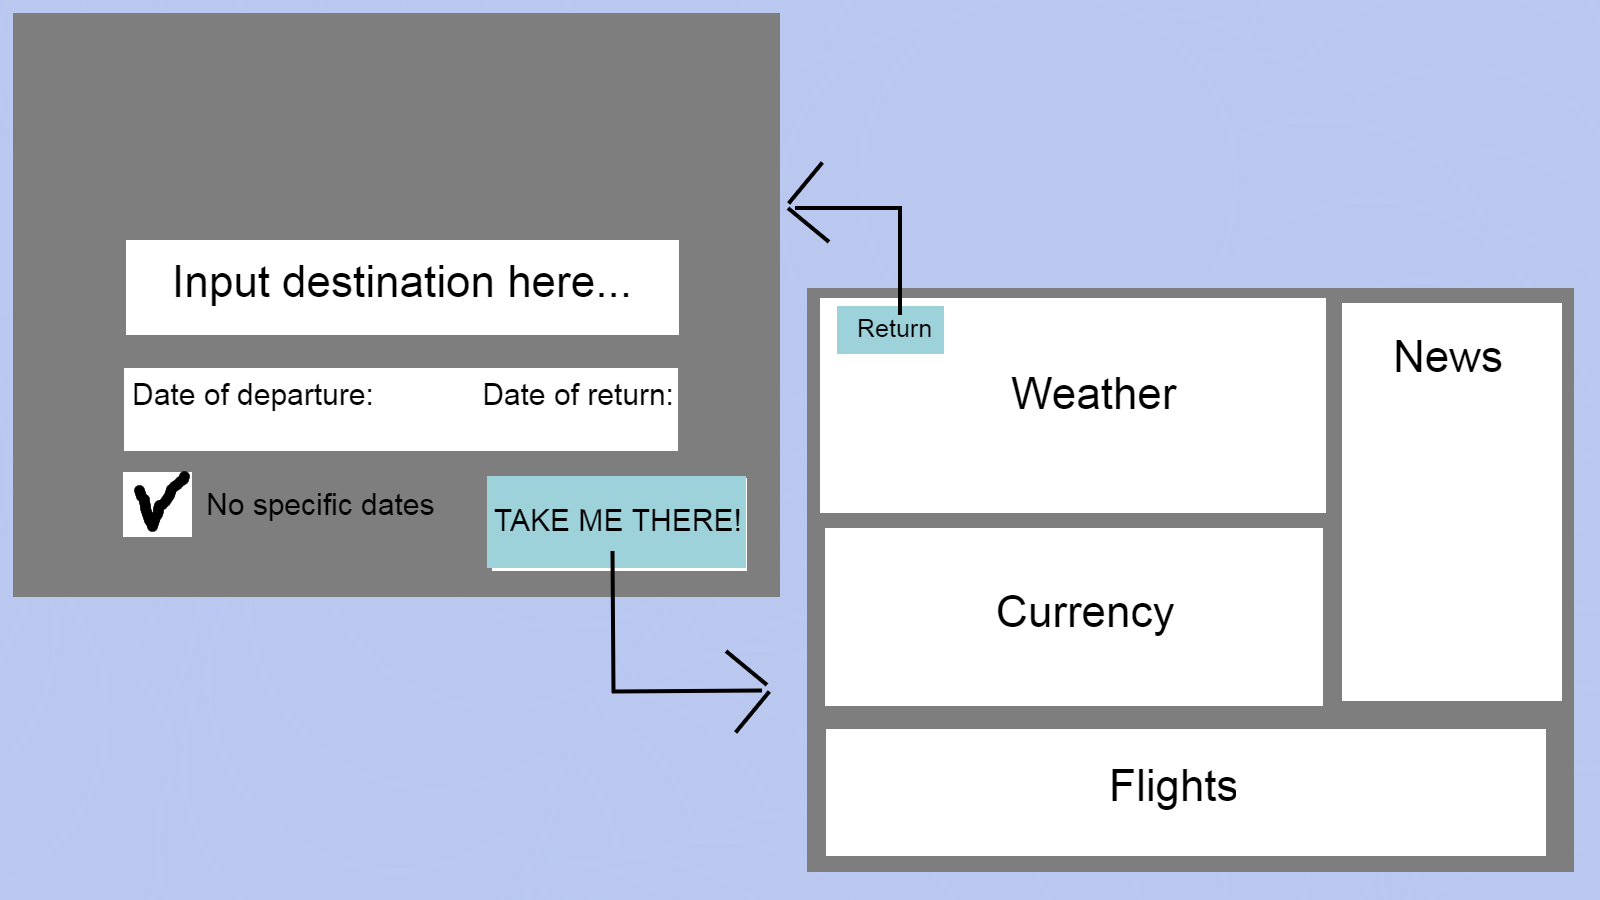 Input destination here...
Date of departure: Date of return:
No specific dates
TAKE ME THERE!
Return
Weather
News
Currency
Flights